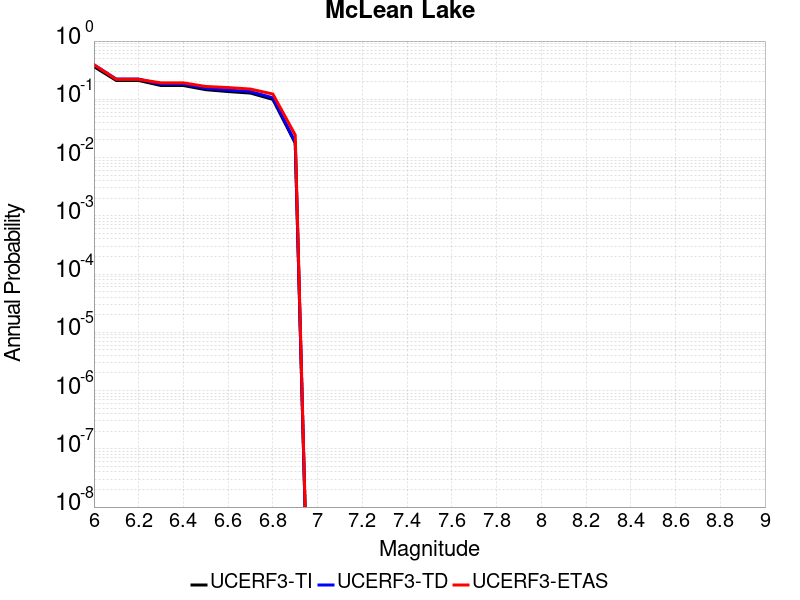 McLean Lake
Annual Probability
10^0
10^-1
10^-2
10^-3
10^-4
10^-5
10^-6
10^-7
10^-8
6 6.2 6.4 6.6 6.8 7 7.2 7.4 7.6 7.8 8 8.2 8.4 8.6 8.8 9
Magnitude
UCERF3-TI UCERF3-TD UCERF3-ETAS